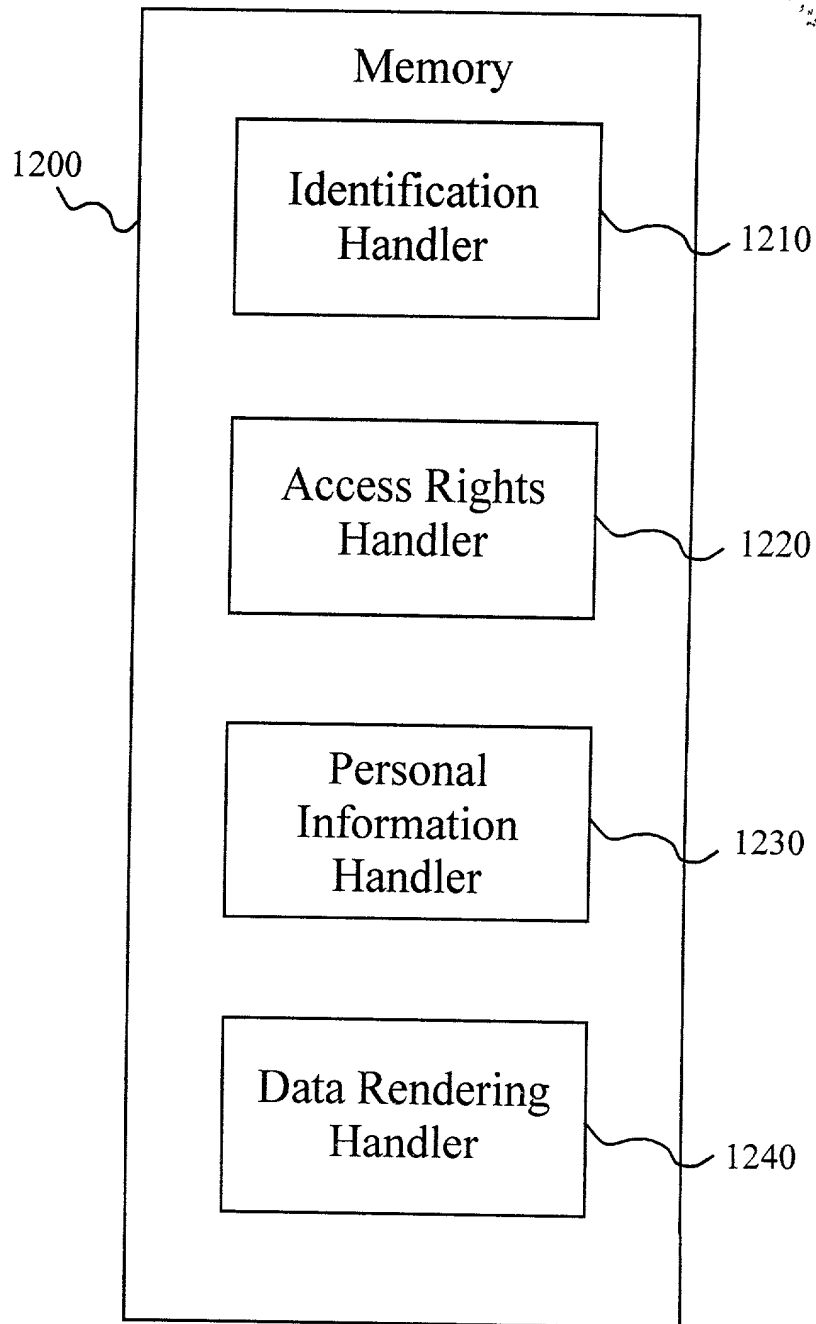 Memory
1200
Identification
Handler
1210
Access Rights
Handler
1220
Personal
Information
Handler
1230
Data Rendering
Handler
1240